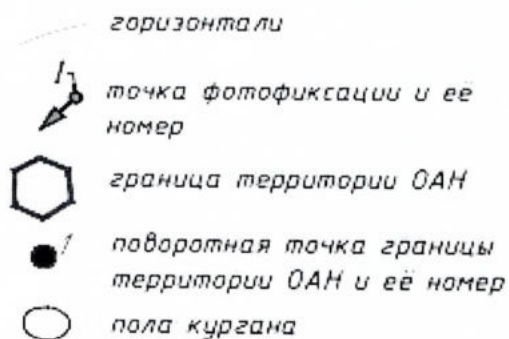 горизонтали
1
точка фотофиксации и её
номер
граница территории ОАН
1
поворотная точка границы
территории ОАН и её номер
пола кургана